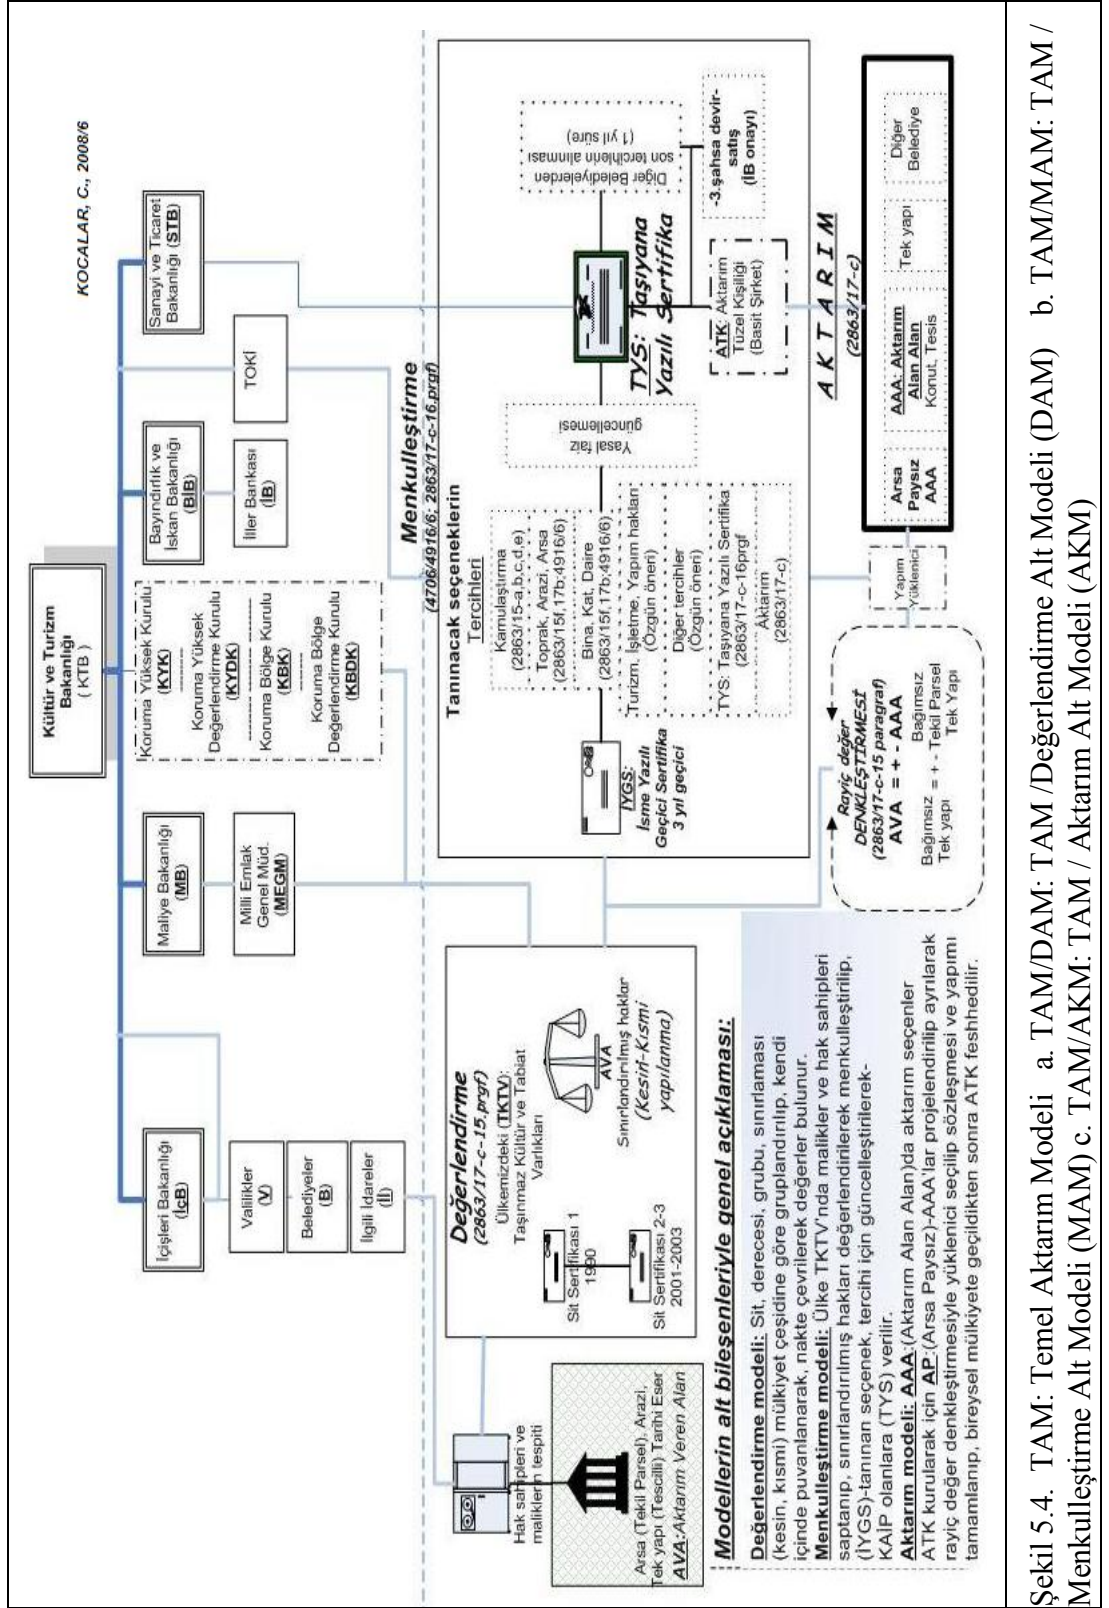 KOCALAR, C., 2008/6
Kültür ve Turizm
Bakanlığı
( KTB )
İçişleri Bakanlığı
(İçB)
Maliye Bakanlığı
(MB)
Koruma Yüksek Kurulu
(KYK)
----------
Koruma Yüksek
Değerlendirme Kurulu
(KYDK)
----------
Koruma Bölge Kurulu
(KBK)
----------
Koruma Bölge
Değerlendirme Kurulu
(KBDK)
Bayındırlık ve
İskan Bakanlığı
(BİB)
Sanayi ve Ticaret
Bakanlığı (STB)
Valilikler
(V)
Belediyeler
(B)
İlgili İdareler
(İİ)
Milli Emlak
Genel Müd.
(MEGM)
İller Bankası
(İB)
TOKİ
Menkulleştirme
(4706/4916/6; 2863/17-c-16.prgf)
Hak sahipleri ve
maliklerin tespiti
Arsa (Tekil Parsel), Arazi,
Tek yapı (Tescilli) Tarihi Eser
AVA:Aktarım Veren Alan
Değerlendirme
(2863/17-c-15.prgf)
Ülkemizdeki (TKTV):
Taşınmaz Kültür ve Tabiat
Varlıkları
Sit Sertifikası 1
1990
Sit Sertifikası 2-3
2001-2003
AVA
Sınırlandırılmış haklar
(Kesin-Kısmi
yapılanma)
Tanınacak seçeneklerin
Tercihleri
Kamulaştırma
(2863/15-a,b,c,d,e)
Toprak, Arazi, Arsa
(2863/15f,17b;4916/6)
Bina, Kat, Daire
(2863/15f,17b;4916/6)
Turizm, İşletme, Yapım hakları
(Özgün öneri)
Diğer tercihler
(Özgün öneri)
TYS: Taşıyana Yazılı Sertifika
(2863/17-c-16prgf
Aktarım
(2863/17-c)
İYGS:
İsme Yazılı
Geçici Sertifika
3 yıl geçici
Yasal faiz
güncellemesi
TYS: Taşıyana
Yazılı Sertifika
Diğer Belediyelerden
son tercihlerin alınması
(1 yıl süre)
-3.şahsa devir-
satış
(İB onayı)
ATK: Aktarım
Tüzel Kişiliği
(Basit Şirket)
A K T A R I M
(2863/17-c)
Rayiç değer
DENKLEŞTİRMESİ
(2863/17-c-15 paragraf)
AVA = + - AAA
Bağımsız
Tek yapı
= + -
Bağımsız
Tekil Parsel
Tek Yapı
Yapım
Yüklenici
Arsa
Paysız
AAA
AAA: Aktarım
Alan Alan
Konut, Tesis
Tek yapı
Diğer
Belediye
Modellerin alt bileşenleriyle genel açıklaması:
Değerlendirme modeli: Sit, derecesi, grubu, sınırlaması
(kesin, kısmi) mülkiyet çeşidine göre gruplandırılıp, kendi
içinde puvanlanarak, nakte çevrilerek değerler bulunur.
Menkulleştirme modeli: Ülke TKTV'nda malikler ve hak sahipleri
saptanıp, sınırlandırılmış hakları değerlendirilerek menkulleştirilip,
(İYGS)-tanınan seçenek, tercihi için güncelleştirilerek-
KAİP olanlara (TYS) verilir.
Aktarım modeli: AAA:(Aktarım Alan Alan)da aktarım seçenler
ATK kurularak için AP:(Arsa Paysız)-AAA'lar projelendirilip ayrılarak
rayiç değer denkleştirmesiyle yüklenici seçilip sözleşmesi ve yapımı
tamamlanıp, bireysel mülkiyete geçildikten sonra ATK feshhedilir.
Şekil 5.4. TAM: Temel Aktarım Modeli a. TAM/DAM: TAM /Değerlendirme Alt Modeli (DAM) b. TAM/MAM: TAM /
Menkulleştirme Alt Modeli (MAM) c. TAM/AKM: TAM / Aktarım Alt Modeli (AKM)